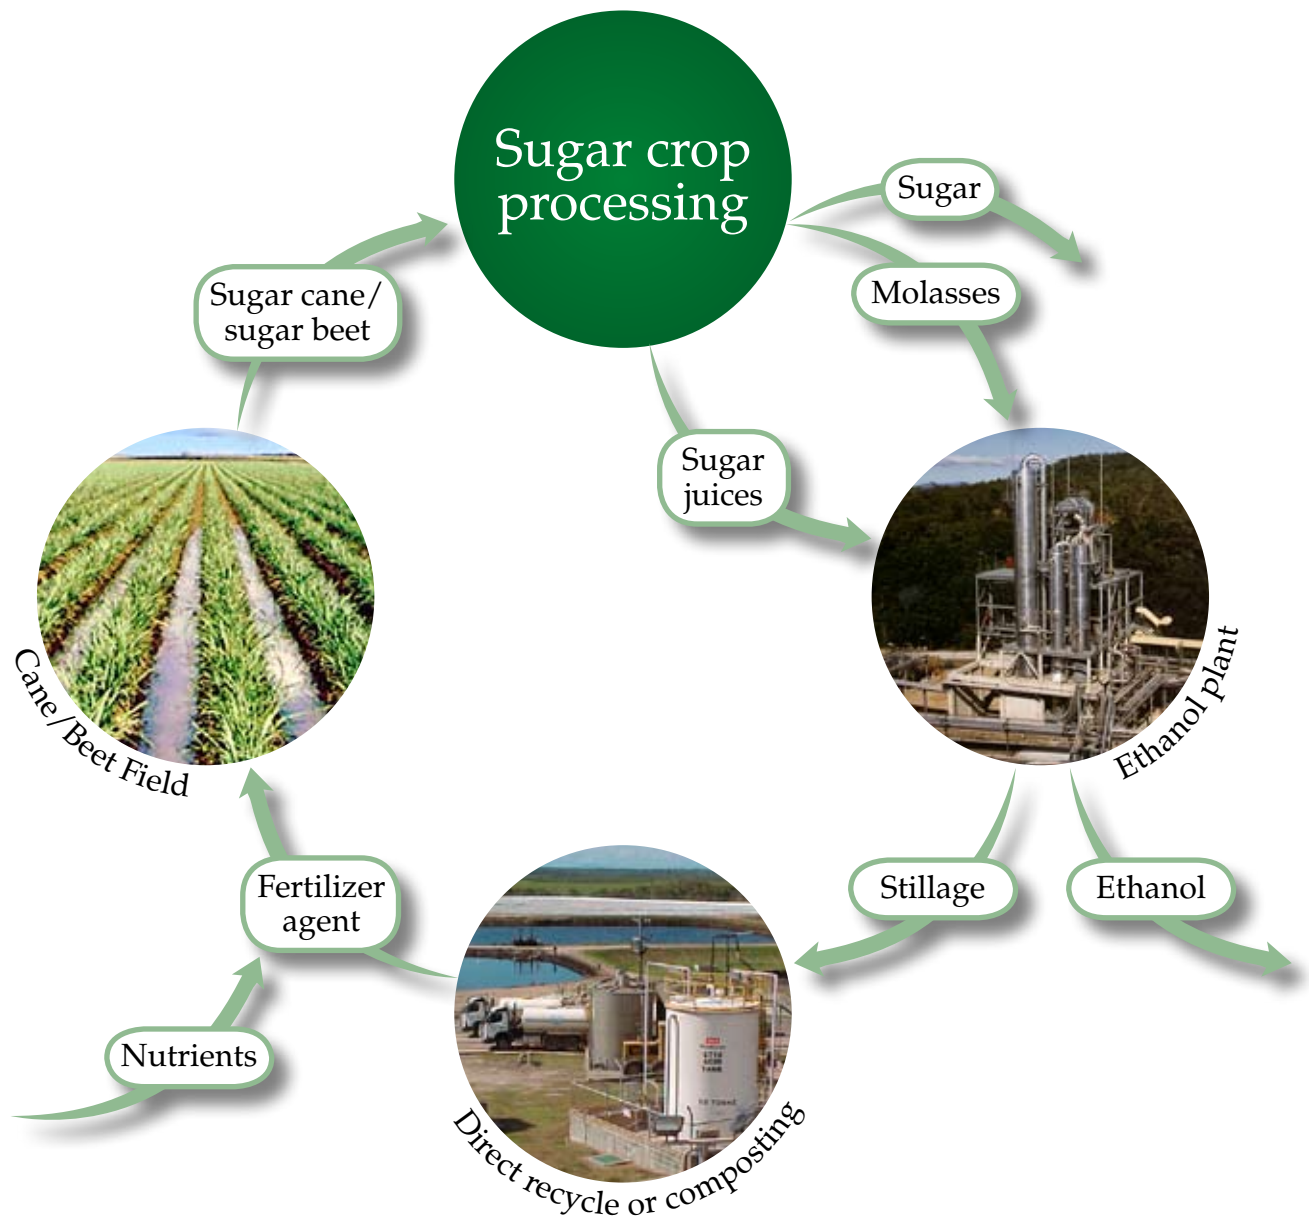 Sugar crop
processing
Sugar
Molasses
Sugar cane/
sugar beet
Sugar
juices
Cane/Beet Field
Ethanol plant
Fertilizer
agent
Stillage
Ethanol
Nutrients
Direct recycle or composting